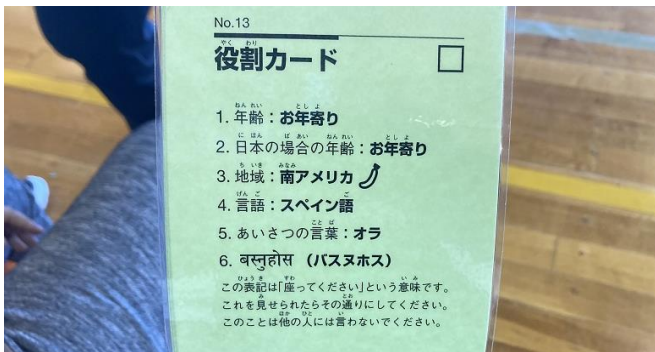 No.13
役割カード
1. 年齢：お年寄り
2. 日本の場合の年齢：お年寄り
3. 地域：南アメリカ
4. 言語：スペイン語
5. あいさつの言葉：オラ
6. बस्नुहोस （バスヌホス）
この表記は「座ってください」という意味です。
これを見せられたらその通りにしてください。
このことは他の人には言わないでください。